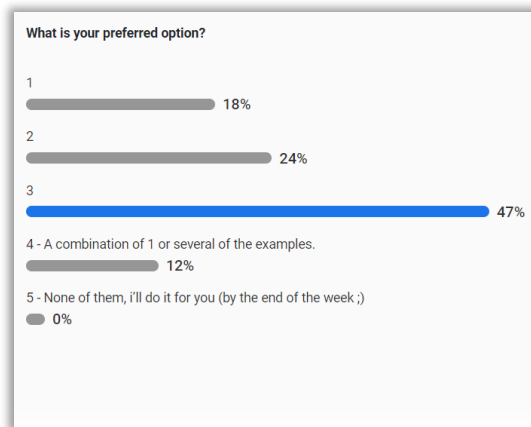 What is your preferred option?
1
18%
2
24%
3
47%
4 - A combination of 1 or several of the examples.
12%
5 - None of them, i'll do it for you (by the end of the week ;)
0%